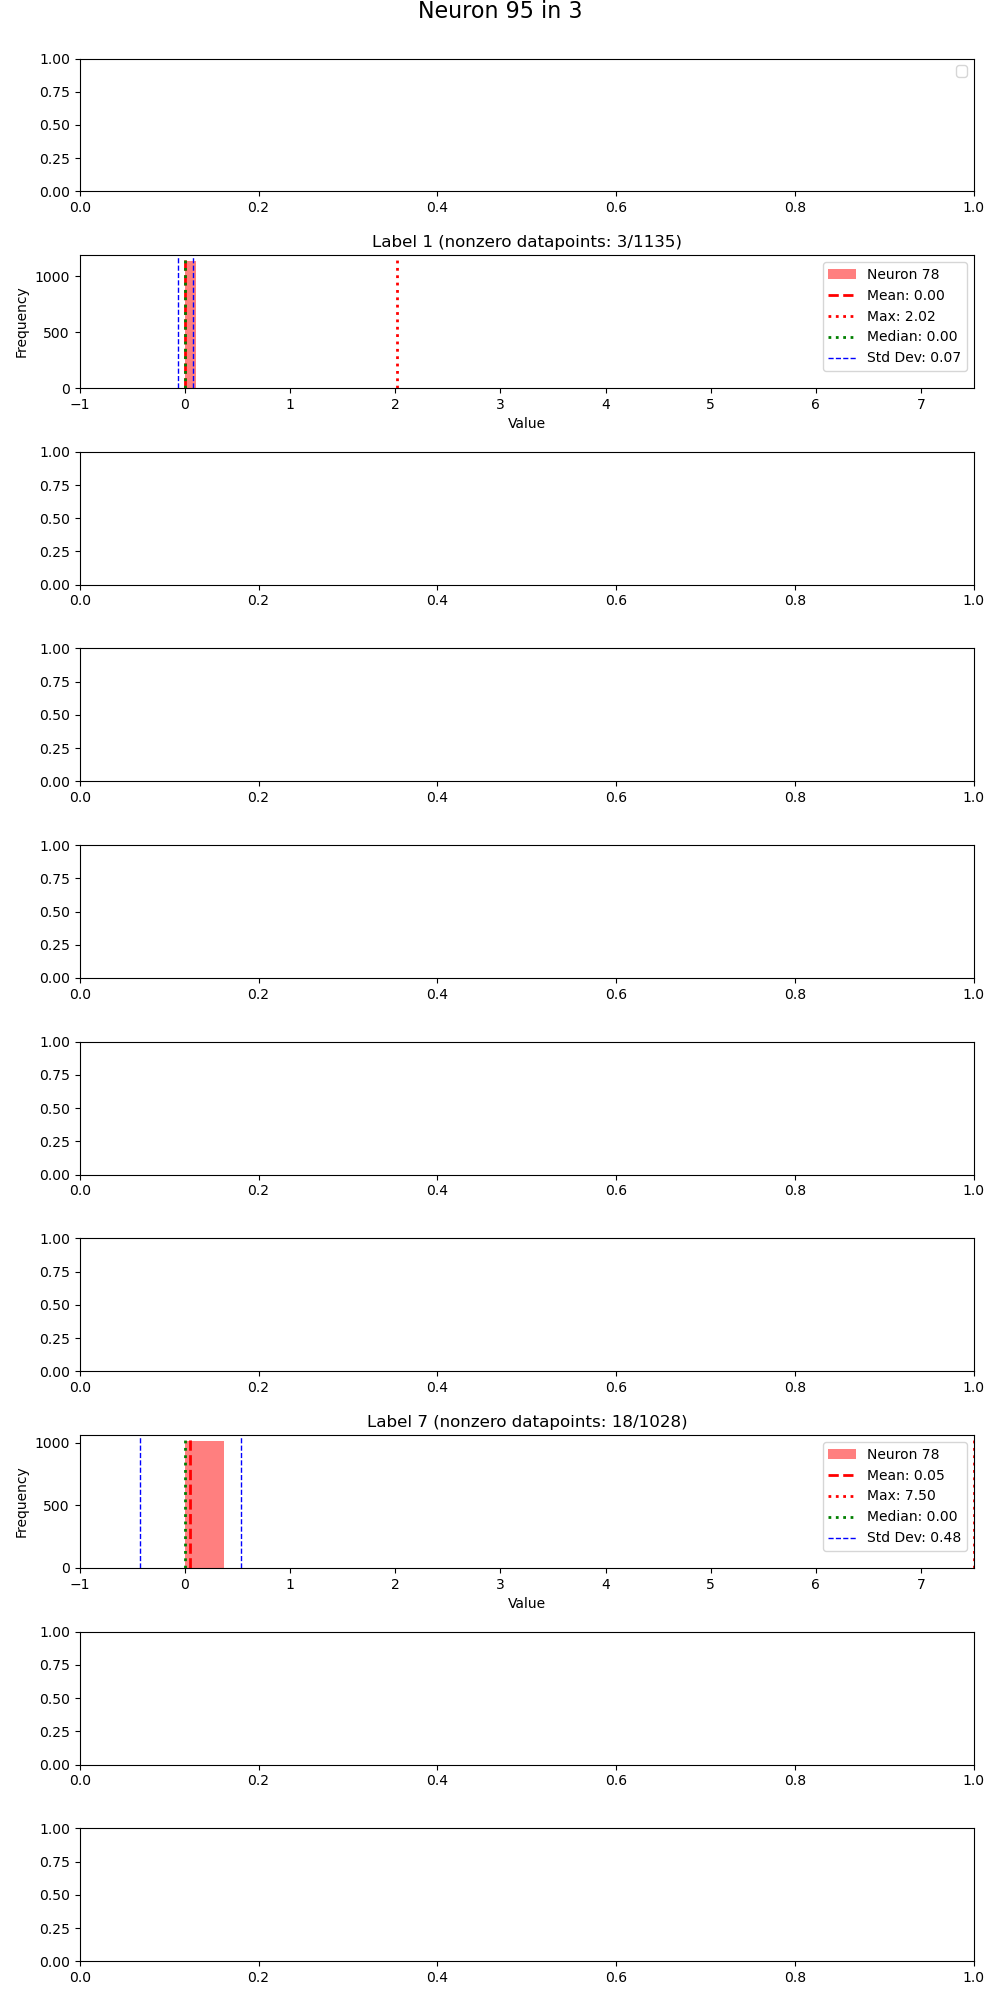 Neuron 95 in 3
1.00
0.75
0.50
0.25
0.00
0.0 0.2 0.4 0.6 0.8 1.0
Label 1 (nonzero datapoints: 3/1135)
Frequency
1000
500
0
Neuron 78
Mean: 0.00
Max: 2.02
Median: 0.00
Std Dev: 0.07
−1 0 1 2 3 4 5 6 7
Value
1.00
0.75
0.50
0.25
0.00
0.0 0.2 0.4 0.6 0.8 1.0
1.00
0.75
0.50
0.25
0.00
0.0 0.2 0.4 0.6 0.8 1.0
1.00
0.75
0.50
0.25
0.00
0.0 0.2 0.4 0.6 0.8 1.0
1.00
0.75
0.50
0.25
0.00
0.0 0.2 0.4 0.6 0.8 1.0
1.00
0.75
0.50
0.25
0.00
0.0 0.2 0.4 0.6 0.8 1.0
Label 7 (nonzero datapoints: 18/1028)
Frequency
1000
500
0
Neuron 78
Mean: 0.05
Max: 7.50
Median: 0.00
Std Dev: 0.48
−1 0 1 2 3 4 5 6 7
Value
1.00
0.75
0.50
0.25
0.00
0.0 0.2 0.4 0.6 0.8 1.0
1.00
0.75
0.50
0.25
0.00
0.0 0.2 0.4 0.6 0.8 1.0